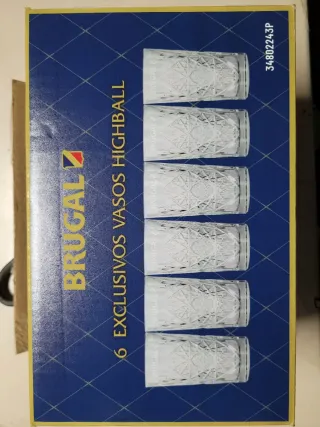 BRUGAL
6 EXCLUSIVOS VASOS HIGHBALL
34802243P